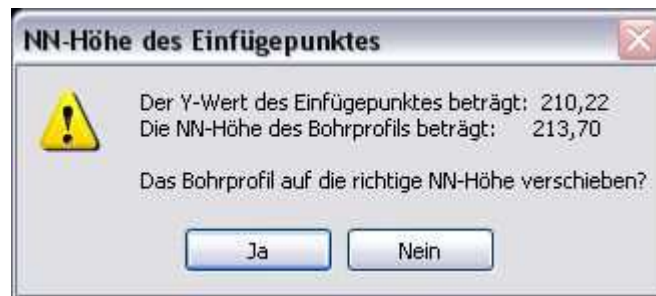 NN-Höhe des Einfügepunktes
Der Y-Wert des Einfügepunktes beträgt: 210,22
Die NN-Höhe des Bohrprofils beträgt: 213,70
Das Bohrprofil auf die richtige NN-Höhe verschieben?
Ja
Nein